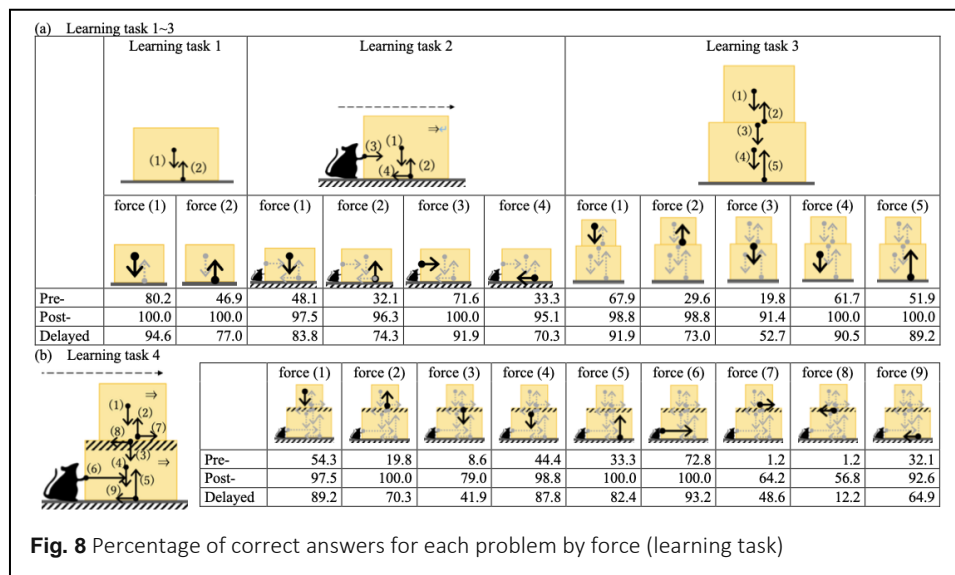 (a) Learning task 1~3
Learning task 1 Learning task 2 Learning task 3
(1) (2)
⇒↵
(3) (1) (2) (4)
(1) (2) (3) (4) (5)
force (1) force (2) force (1) force (2) force (3) force (4) force (1) force (2) force (3) force (4) force (5)
Pre- 80.2 46.9 48.1 32.1 71.6 33.3 67.9 29.6 19.8 61.7 51.9
Post- 100.0 100.0 97.5 96.3 100.0 95.1 98.8 98.8 91.4 100.0 100.0
Delayed 94.6 77.0 83.8 74.3 91.9 70.3 91.9 73.0 52.7 90.5 89.2
(b) Learning task 4
⇒
(1) (2) (7)
(8) (3)
⇒
(6) (4) (5)
(9)
force (1) force (2) force (3) force (4) force (5) force (6) force (7) force (8) force (9)
Pre- 54.3 19.8 8.6 44.4 33.3 72.8 1.2 1.2 32.1
Post- 97.5 100.0 79.0 98.8 100.0 100.0 64.2 56.8 92.6
Delayed 89.2 70.3 41.9 87.8 82.4 93.2 48.6 12.2 64.9
Fig. 8 Percentage of correct answers for each problem by force (learning task)